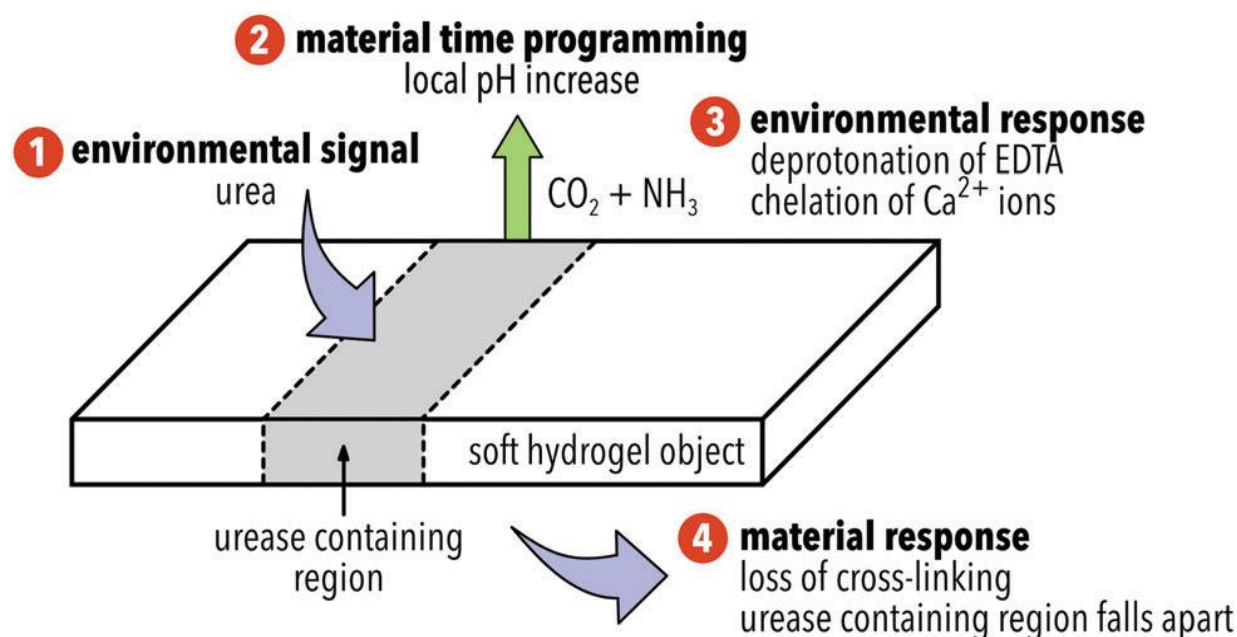 2 material time programming
local pH increase
1 environmental signal
urea
CO₂ + NH₃
3 environmental response
deprotonation of EDTA
chelation of Ca²⁺ ions
soft hydrogel object
urease containing
region
4 material response
loss of cross-linking
urease containing region falls apart